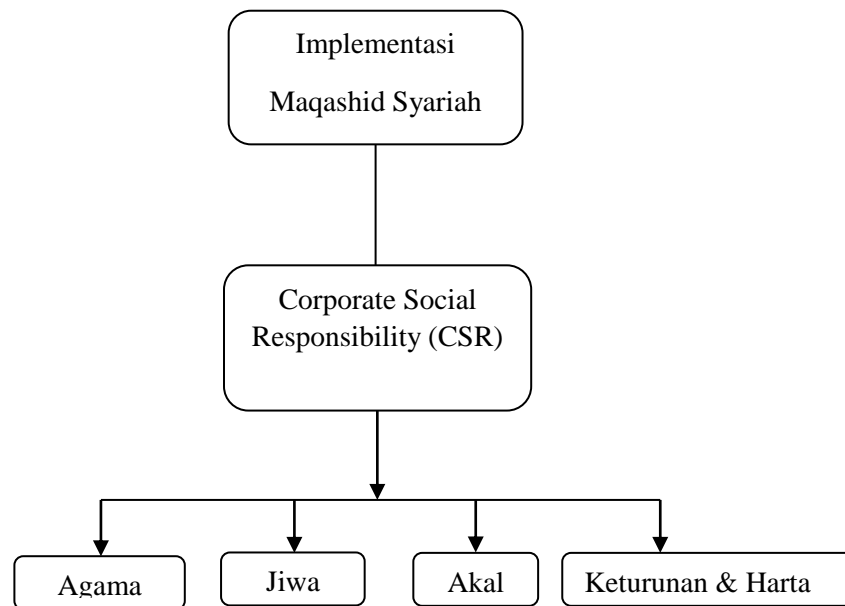 Implementasi
Maqashid Syariah
Corporate Social
Responsibility (CSR)
Agama
Jiwa
Akal
Keturunan & Harta